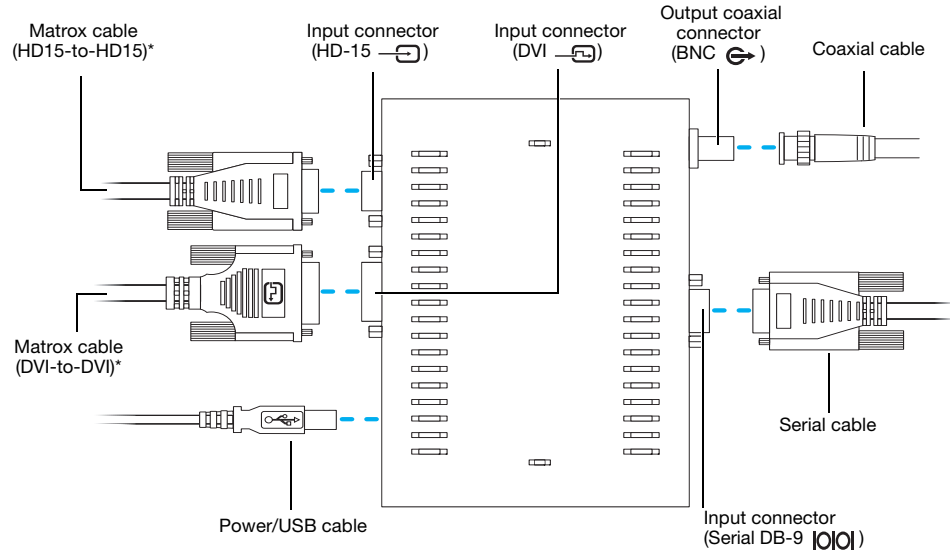 Matrox cable
(HD15-to-HD15)*
Input connector
(HD-15 )
Input connector
(DVI )
Output coaxial
connector
(BNC )
Coaxial cable
Matrox cable
(DVI-to-DVI)*
Serial cable
Power/USB cable
Input connector
(Serial DB-9 |O|O| )